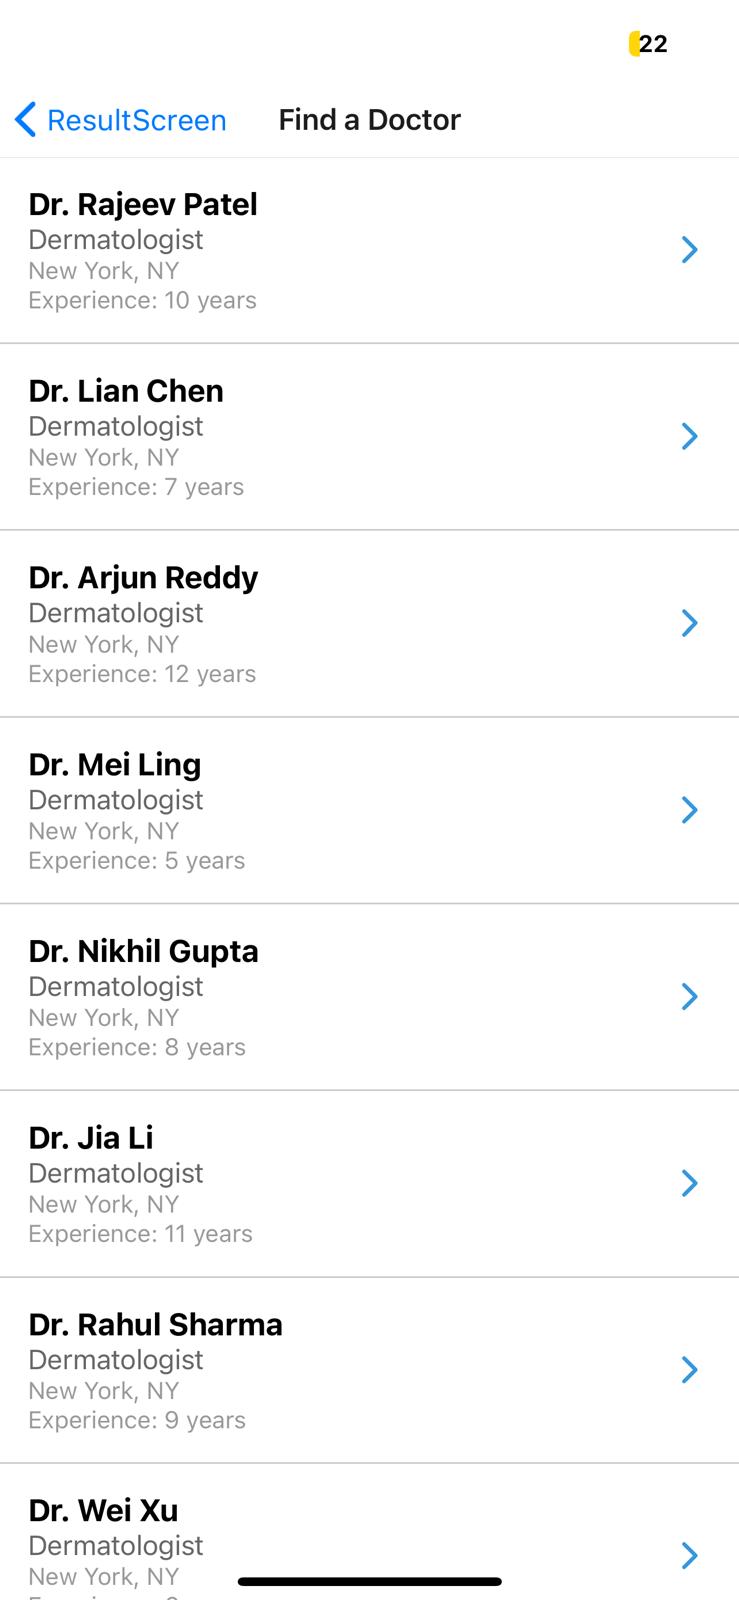 22
ResultScreen
Find a Doctor
Dr. Rajeev Patel
Dermatologist
New York, NY
Experience: 10 years
Dr. Lian Chen
Dermatologist
New York, NY
Experience: 7 years
Dr. Arjun Reddy
Dermatologist
New York, NY
Experience: 12 years
Dr. Mei Ling
Dermatologist
New York, NY
Experience: 5 years
Dr. Nikhil Gupta
Dermatologist
New York, NY
Experience: 8 years
Dr. Jia Li
Dermatologist
New York, NY
Experience: 11 years
Dr. Rahul Sharma
Dermatologist
New York, NY
Experience: 9 years
Dr. Wei Xu
Dermatologist
New York, NY